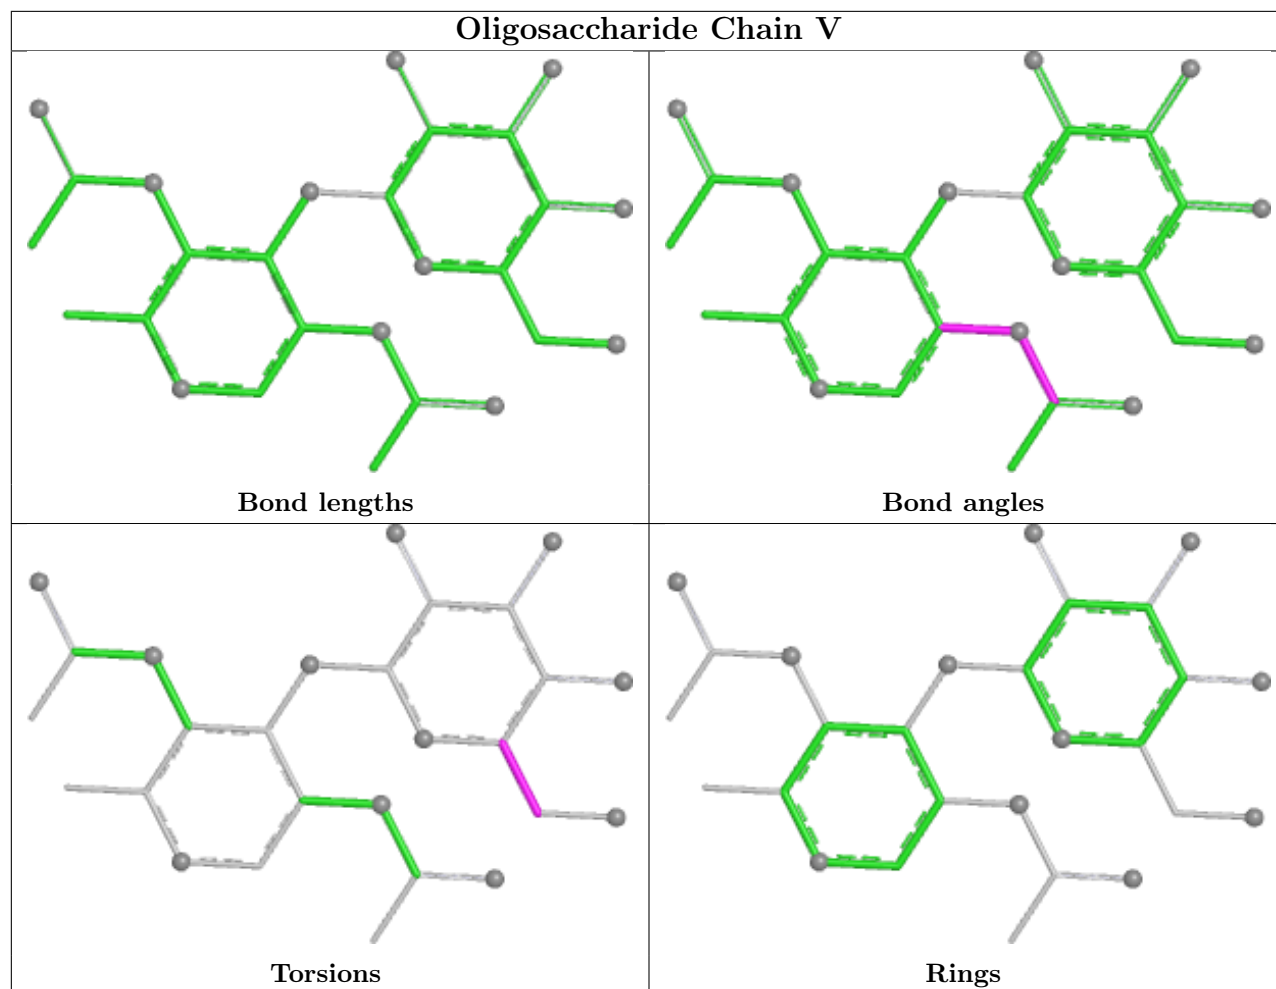 Oligosaccharide Chain V
Bond lengths
Bond angles
Torsions
Rings